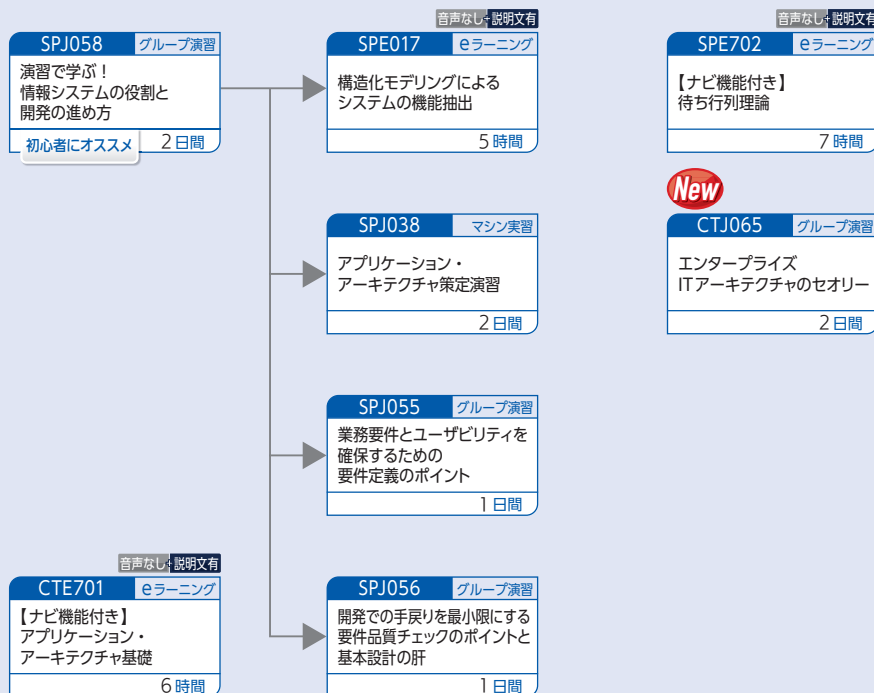 SPJ058 グループ演習
演習で学ぶ！
情報システムの役割と
開発の進め方
初心者にオススメ 2日間
音声なし+説明文有
SPE017 eラーニング
構造化モデリングによる
システムの機能抽出
5時間
音声なし+説明文有
SPE702 eラーニング
【ナビ機能付き】
待ち行列理論
7時間
SPJ038 マシン実習
アプリケーション・
アーキテクチャ策定演習
2日間
New
CTJ065 グループ演習
エンタープライズ
ITアーキテクチャのセオリー
2日間
SPJ055 グループ演習
業務要件とユーザビリティを
確保するための
要件定義のポイント
1日間
音声なし+説明文有
CTE701 eラーニング
【ナビ機能付き】
アプリケーション・
アーキテクチャ基礎
6時間
SPJ056 グループ演習
開発での手戻りを最小限にする
要件品質チェックのポイントと
基本設計の肝
1日間